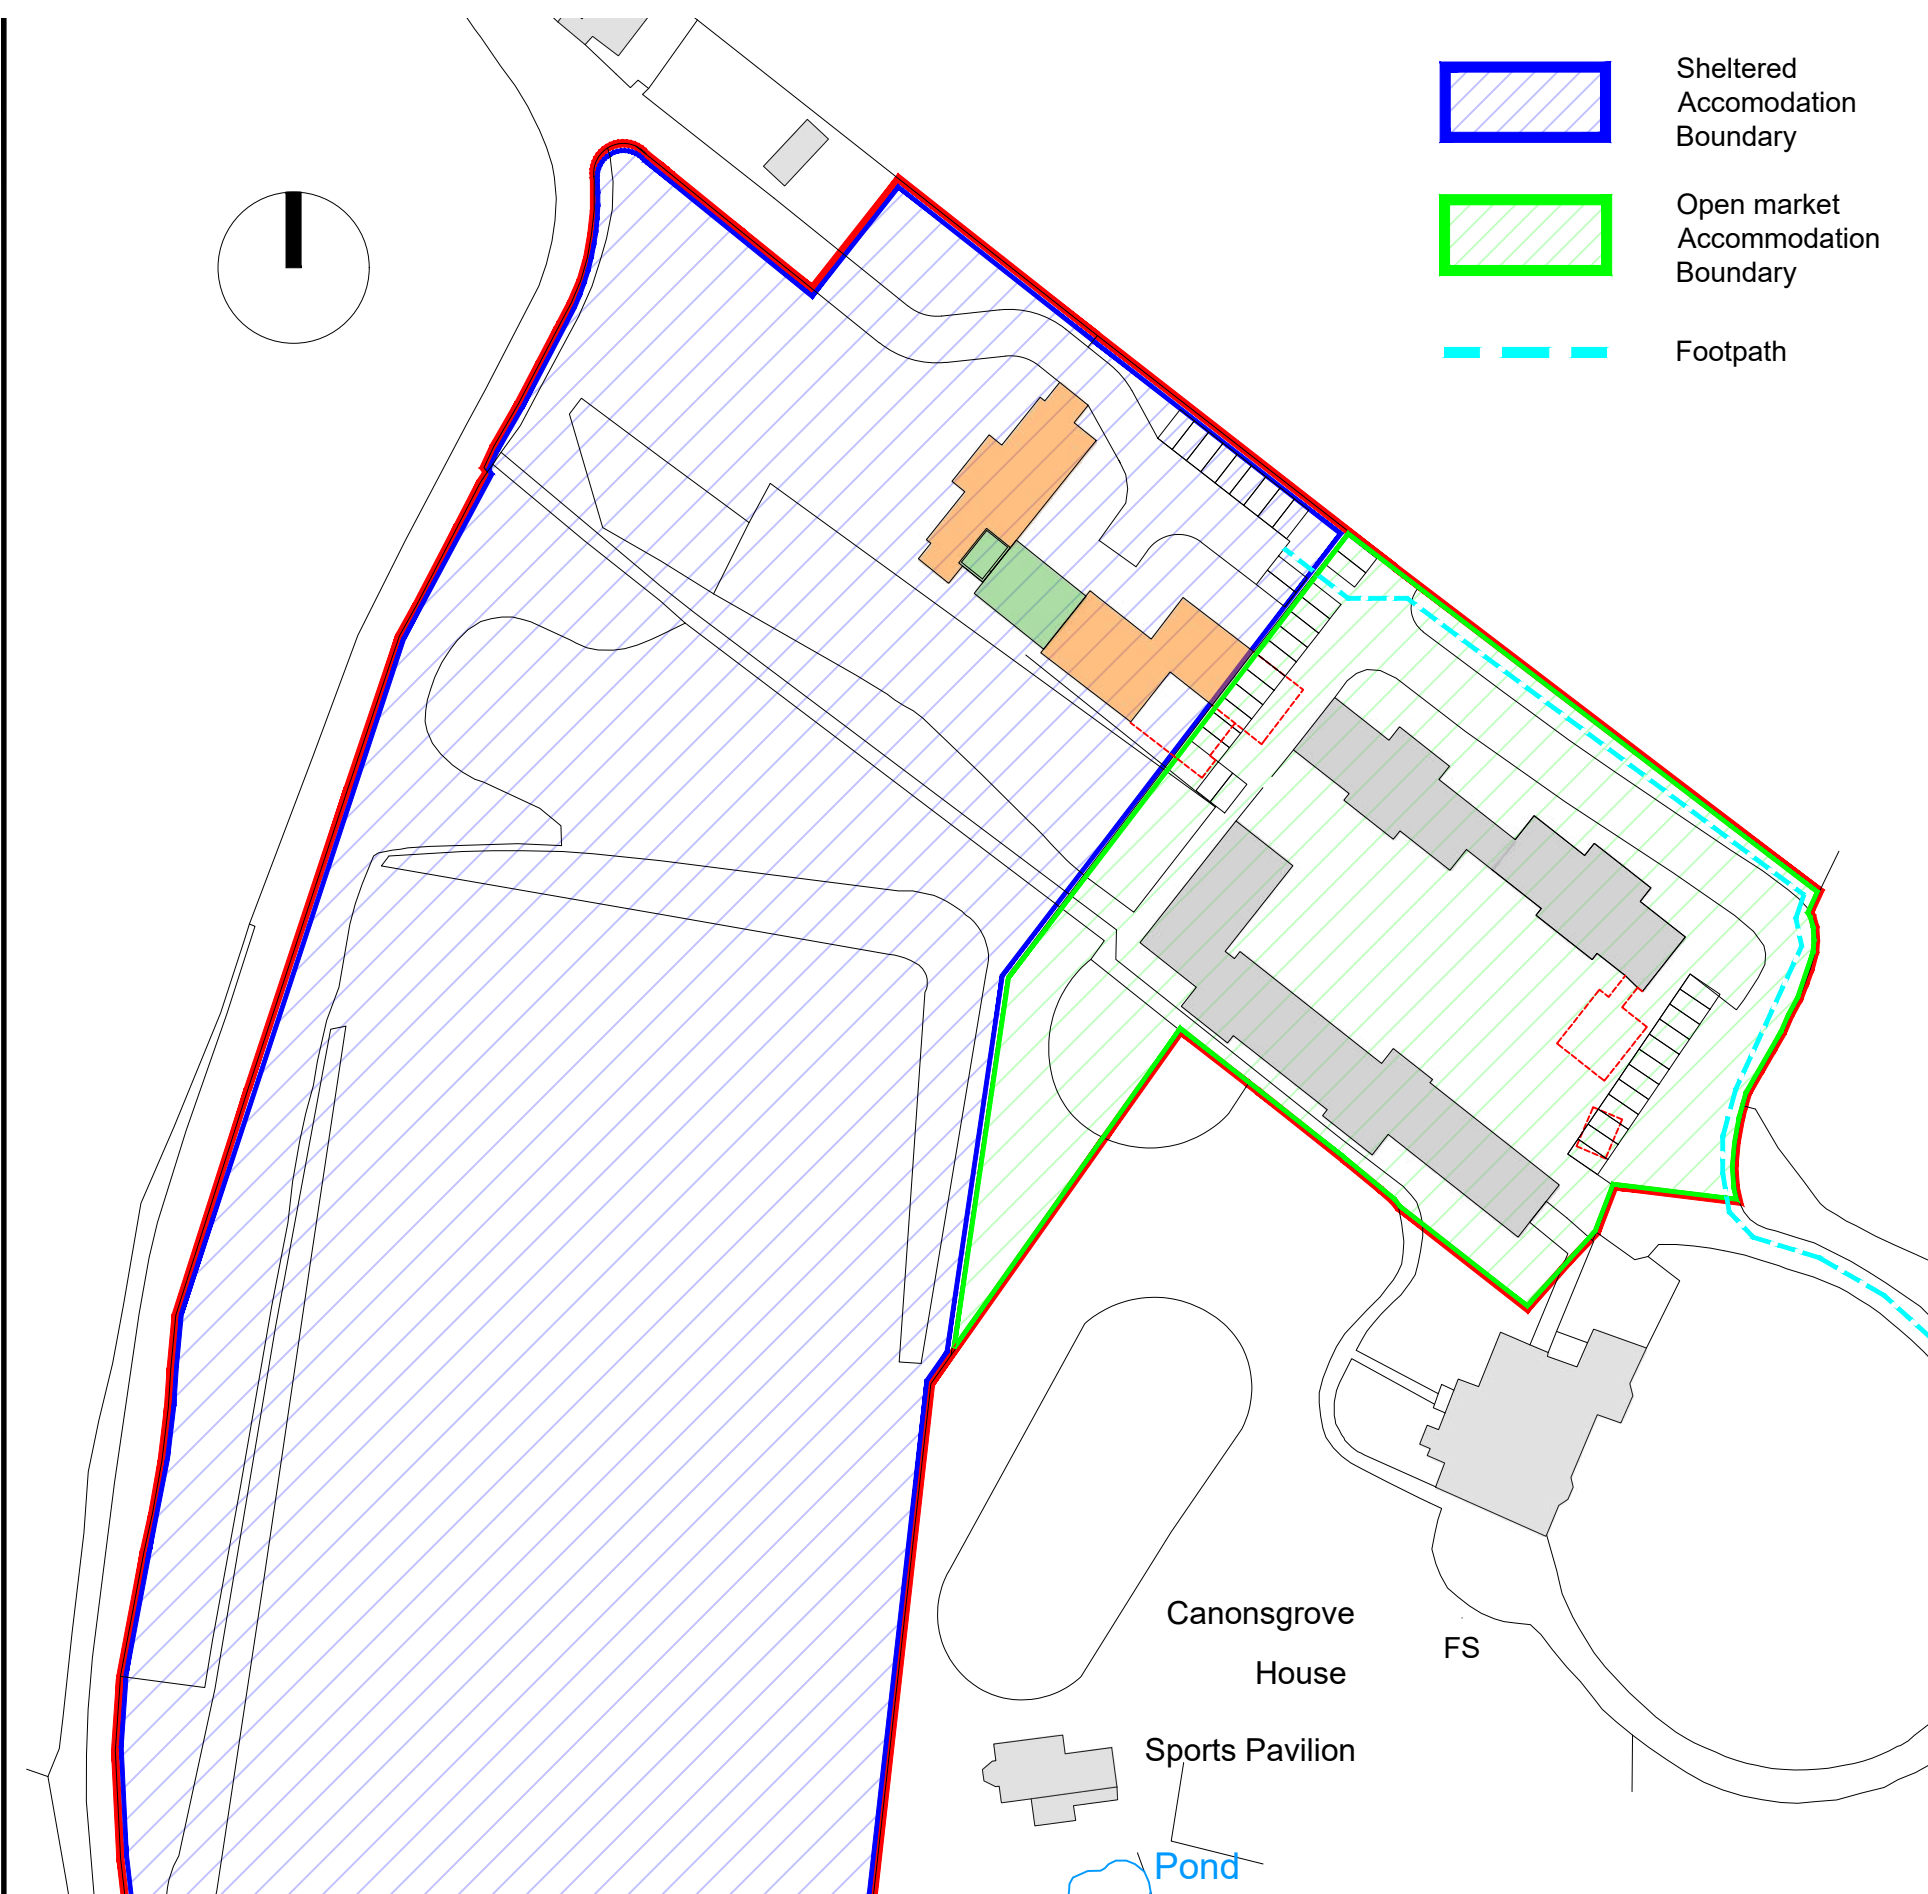 Sheltered
Accomodation
Boundary
Open market
Accommodation
Boundary
Footpath
Canonsgrove
House
FS
Sports Pavilion
Pond